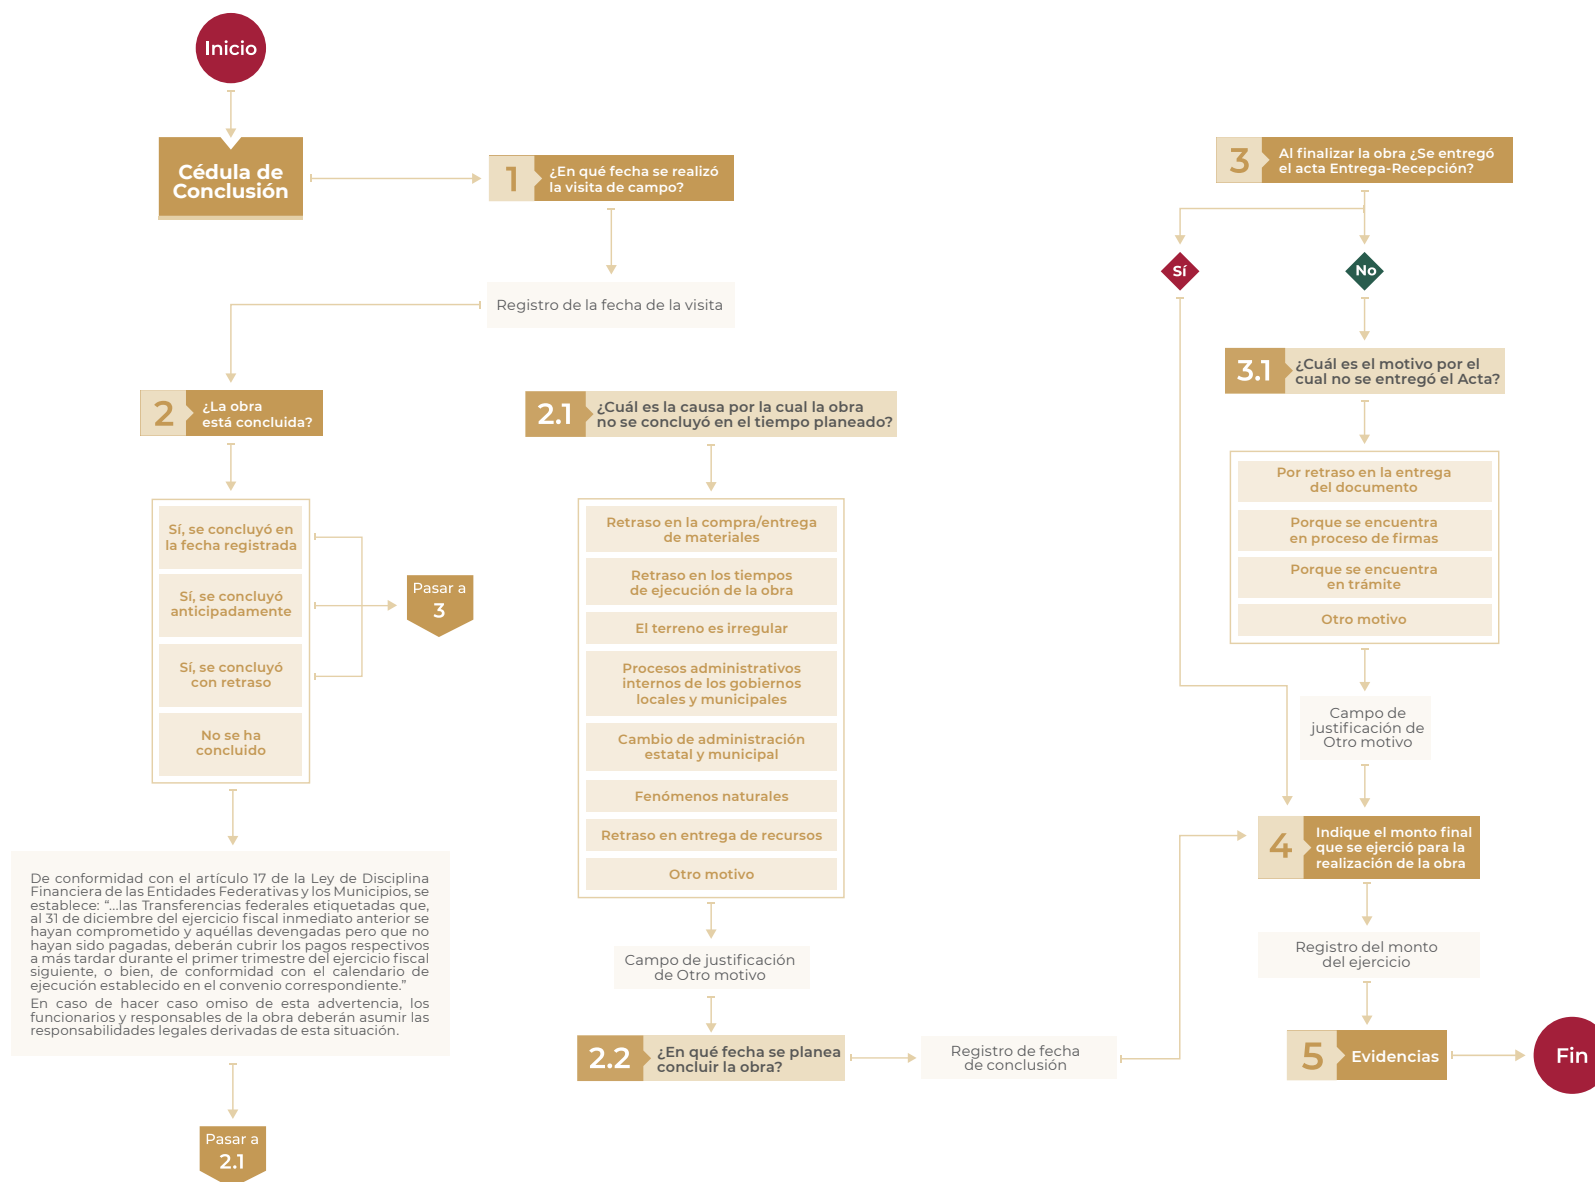 Inicio
Cédula de
Conclusión
1
¿En qué fecha se realizó
la visita de campo?
Registro de la fecha de la visita
2
¿La obra
está concluida?
Sí, se concluyó en
la fecha registrada
Sí, se concluyó
anticipadamente
Sí, se concluyó
con retraso
No se ha
concluido
Pasar a
3
De conformidad con el artículo 17 de la Ley de Disciplina
Financiera de las Entidades Federativas y los Municipios, se
establece: “...las Transferencias federales etiquetadas que,
al 31 de diciembre del ejercicio fiscal inmediato anterior se
hayan comprometido y aquéllas devengadas pero que no
hayan sido pagadas, deberán cubrir los pagos respectivos
a más tardar durante el primer trimestre del ejercicio fiscal
siguiente, o bien, de conformidad con el calendario de
ejecución establecido en el convenio correspondiente.”
En caso de hacer caso omiso de esta advertencia, los
funcionarios y responsables de la obra deberán asumir las
responsabilidades legales derivadas de esta situación.
Pasar a
2.1
2.1
¿Cuál es la causa por la cual la obra
no se concluyó en el tiempo planeado?
Retraso en la compra/entrega
de materiales
Retraso en los tiempos
de ejecución de la obra
El terreno es irregular
Procesos administrativos
internos de los gobiernos
locales y municipales
Cambio de administración
estatal y municipal
Fenómenos naturales
Retraso en entrega de recursos
Otro motivo
Campo de justificación
de Otro motivo
2.2
¿En qué fecha se planea
concluir la obra?
Registro de fecha
de conclusión
3
Al finalizar la obra ¿Se entregó
el acta Entrega-Recepción?
Sí
No
3.1
¿Cuál es el motivo por el
cual no se entregó el Acta?
Por retraso en la entrega
del documento
Porque se encuentra
en proceso de firmas
Porque se encuentra
en trámite
Otro motivo
Campo de
justificación de
Otro motivo
4
Indique el monto final
que se ejerció para la
realización de la obra
Registro del monto
del ejercicio
5
Evidencias
Fin